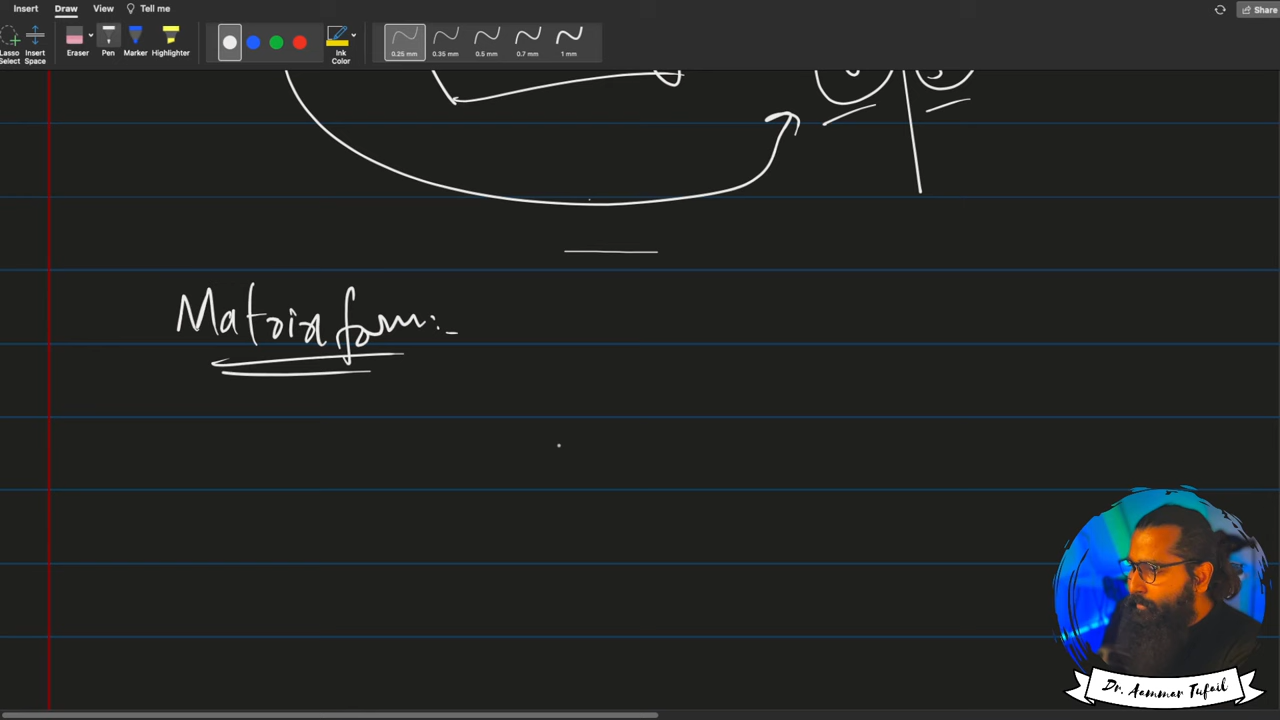 Insert Draw View Tell me Share
Lasso Select Insert Space Eraser Pen Marker Highlighter Ink Color 0.25 mm 0.35 mm 0.5 mm 0.7 mm 1 mm
Matrix form:-
Dr. Aammar Tufail